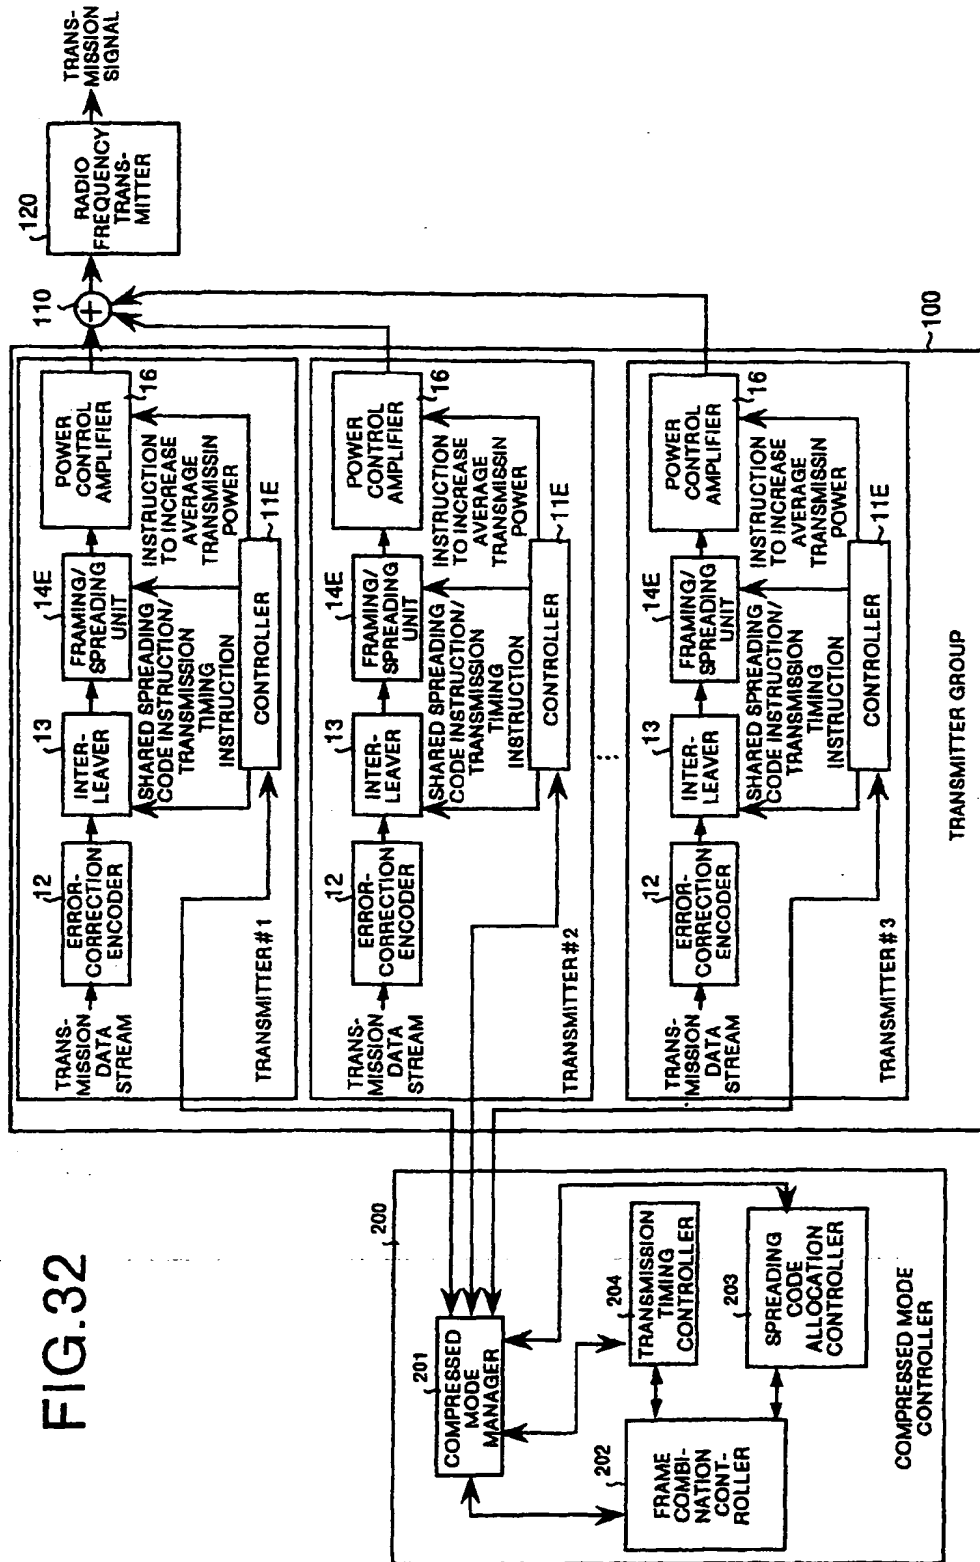 FIG.32
200
201
COMPRESSED
MODE
MANAGER
202
FRAME
COMBI-
NATION
CONT-
ROLLER
204
TRANSMISSION
TIMING
CONTROLLER
203
SPREADING
CODE
ALLOCATION
CONTROLLER
COMPRESSED MODE
CONTROLLER
TRANS-
MISSION
DATA
STREAM
12
ERROR-
CORRECTION
ENCODER
13
INTER-
LEAVER
14E
FRAMING/
SPREADING
UNIT
POWER
CONTROL
AMPLIFIER
16
SHARED SPREADING
CODE INSTRUCTION/
TRANSMISSION
TIMING
INSTRUCTION
INSTRUCTION
TO INCREASE
AVERAGE
TRANSMISSIN
POWER
CONTROLLER
11E
TRANSMITTER#1
TRANS-
MISSION
DATA
STREAM
12
ERROR-
CORRECTION
ENCODER
13
INTER-
LEAVER
14E
FRAMING/
SPREADING
UNIT
POWER
CONTROL
AMPLIFIER
16
SHARED SPREADING
CODE INSTRUCTION/
TRANSMISSION
TIMING
INSTRUCTION
INSTRUCTION
TO INCREASE
AVERAGE
TRANSMISSIN
POWER
CONTROLLER
11E
TRANSMITTER#2
...
TRANS-
MISSION
DATA
STREAM
12
ERROR-
CORRECTION
ENCODER
13
INTER-
LEAVER
14E
FRAMING/
SPREADING
UNIT
POWER
CONTROL
AMPLIFIER
16
SHARED SPREADING
CODE INSTRUCTION/
TRANSMISSION
TIMING
INSTRUCTION
INSTRUCTION
TO INCREASE
AVERAGE
TRANSMISSIN
POWER
CONTROLLER
11E
TRANSMITTER#3
TRANSMITTER GROUP
100
110
+
120
RADIO
FREQUENCY
TRANS-
MITTER
TRANS-
MISSION
SIGNAL